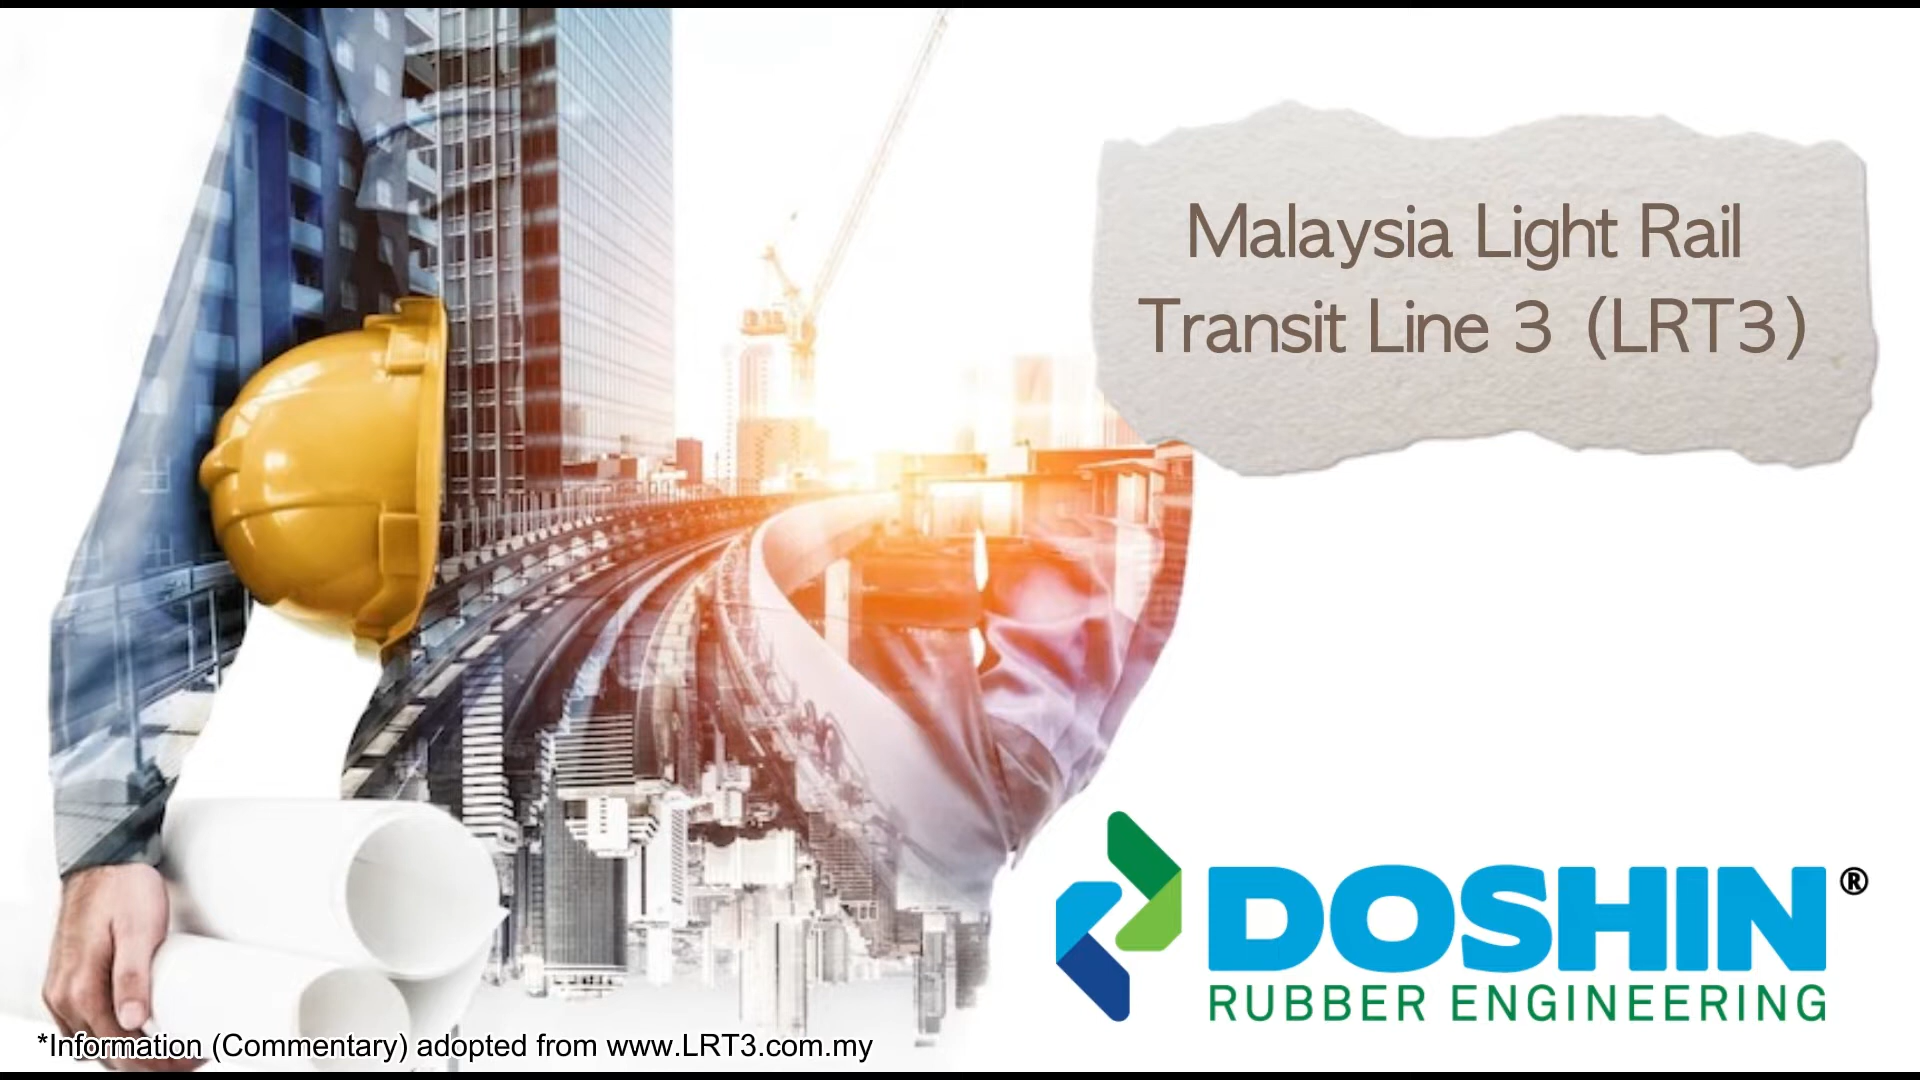 Malaysia Light Rail
Transit Line 3 (LRT3)
DOSHIN®
RUBBER ENGINEERING
*Information (Commentary) adopted from www.LRT3.com.my